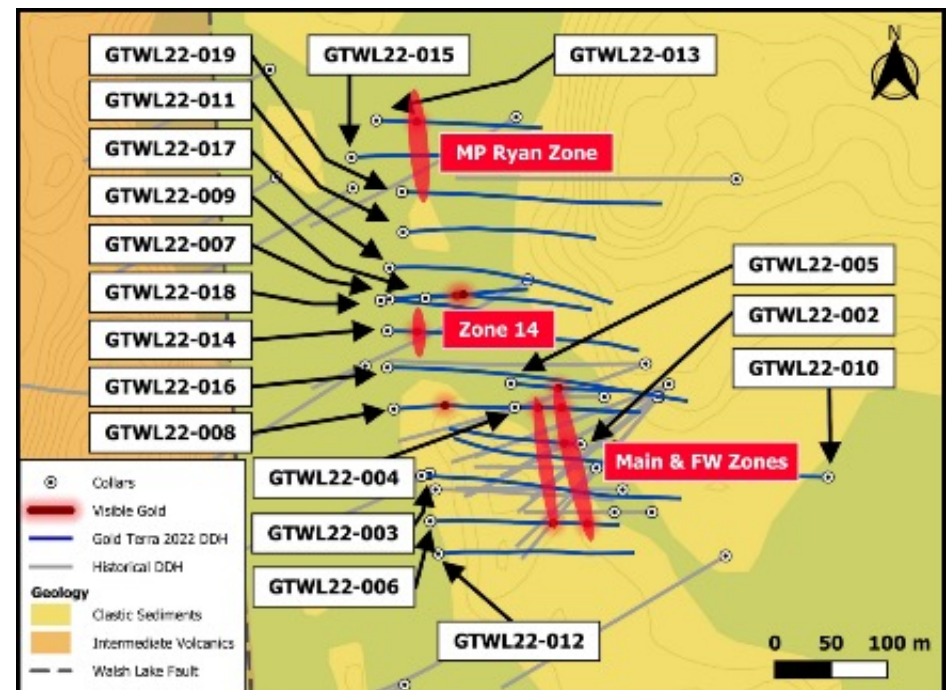 GTWL22-019
GTWL22-015
GTWL22-013
N
GTWL22-011
GTWL22-017
MP Ryan Zone
GTWL22-009
GTWL22-007
GTWL22-005
GTWL22-018
GTWL22-002
GTWL22-014
Zone 14
GTWL22-010
GTWL22-016
GTWL22-008
Main & FW Zones
GTWL22-004
GTWL22-003
GTWL22-006
GTWL22-012
Collars
Visible Gold
Gold Terra 2022 DDH
Historical DDH
Geology
Clastic Sediments
Intermediate Volcanics
Walsh Lake Fault
0 50 100 m